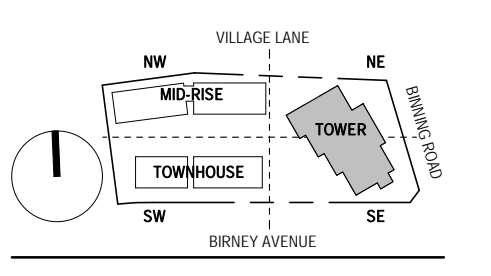 VILLAGE LANE
NW
NE
MID-RISE
BINNING ROAD
TOWER
TOWNHOUSE
SW
SE
BIRNEY AVENUE